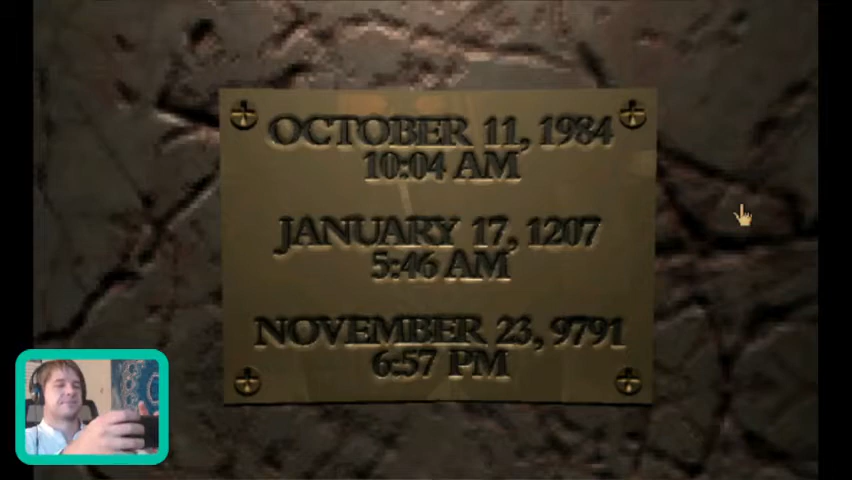 OCTOBER 11, 1984
10:04 AM
JANUARY 17, 1207
5:46 AM
NOVEMBER 23, 9791
6:57 PM